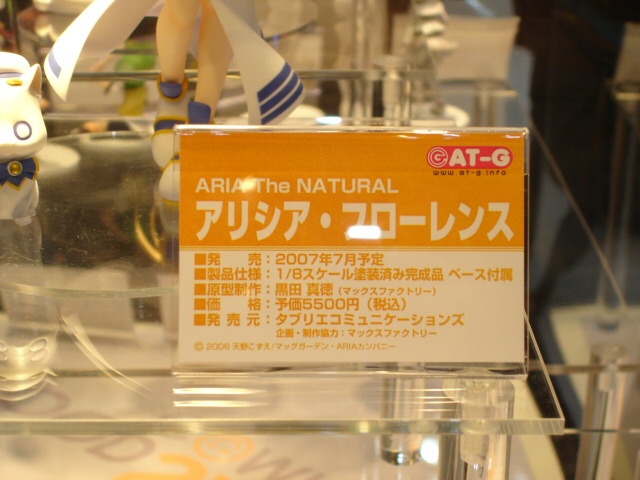 AT-G
www.at-g.info
ARIA The NATURAL
アリシア・フローレンス
■発　売：2007年7月予定
■製品仕様：1/8スケール塗装済み完成品 ベース付属
■原型制作：黒田 真徳（マックスファクトリー）
■価　格：予価5500円（税込）
■発 売 元：タブリエコミュニケーションズ
企画・制作協力：マックスファクトリー
© 2006 天野こずえ/マッグガーデン・ARIAカンパニー